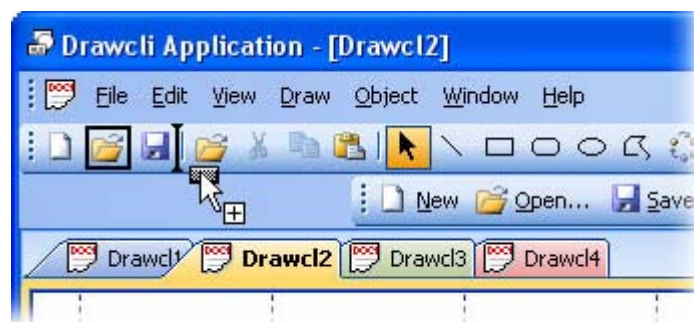 Drawcli Application - [Drawcl2]
File Edit View Draw Object Window Help
New Open... Save
Drawcl1 Drawcl2 Drawcl3 Drawcl4